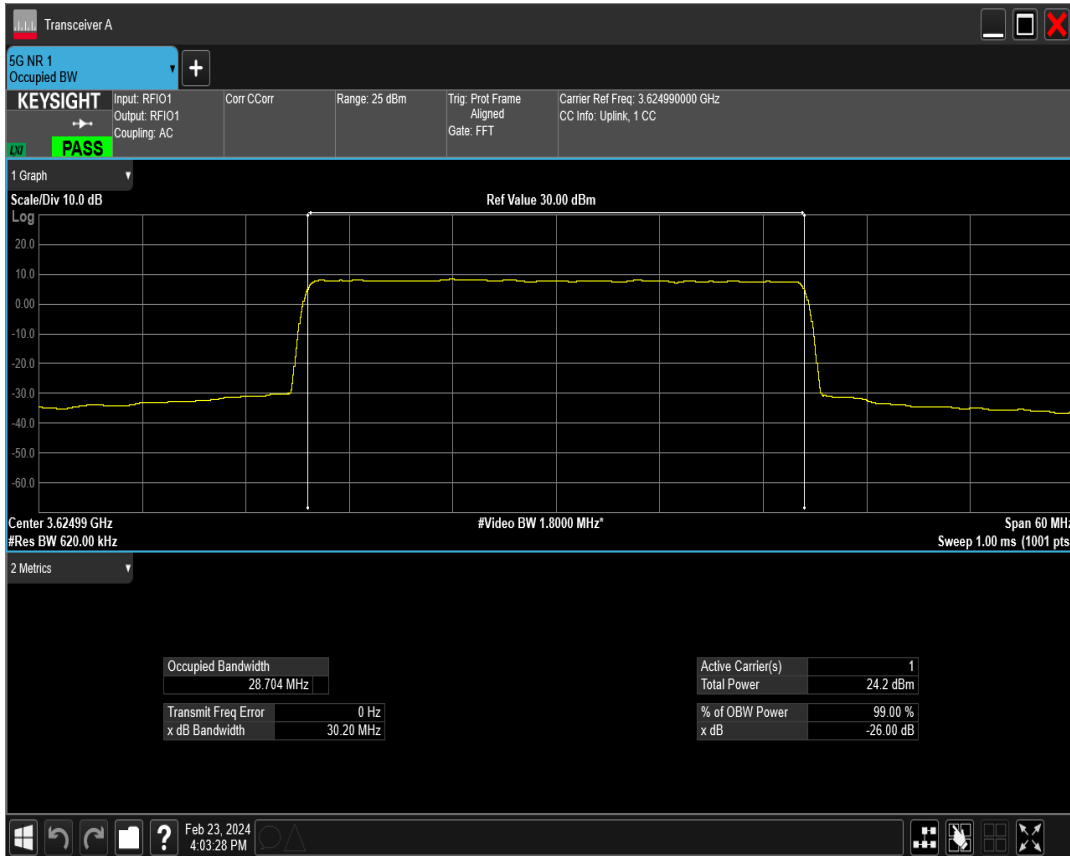 Transceiver A
5G NR 1
Occupied BW
KEYSIGHT
LXI
PASS
Input: RFIO1
Output: RFIO1
Coupling: AC
Corr CCorr
Range: 25 dBm
Trig: Prot Frame
Aligned
Gate: FFT
Carrier Ref Freq: 3.624990000 GHz
CC Info: Uplink, 1 CC
1 Graph
Scale/Div 10.0 dB
Ref Value 30.00 dBm
Log
20.0
10.0
0.00
-10.0
-20.0
-30.0
-40.0
-50.0
-60.0
Center 3.62499 GHz
#Video BW 1.8000 MHz*
Span 60 MHz
#Res BW 620.00 kHz
Sweep 1.00 ms (1001 pts
2 Metrics
Occupied Bandwidth
28.704 MHz
Transmit Freq Error 0 Hz
x dB Bandwidth 30.20 MHz
Active Carrier(s) 1
Total Power 24.2 dBm
% of OBW Power 99.00 %
x dB -26.00 dB
?
Feb 23, 2024
4:03:28 PM